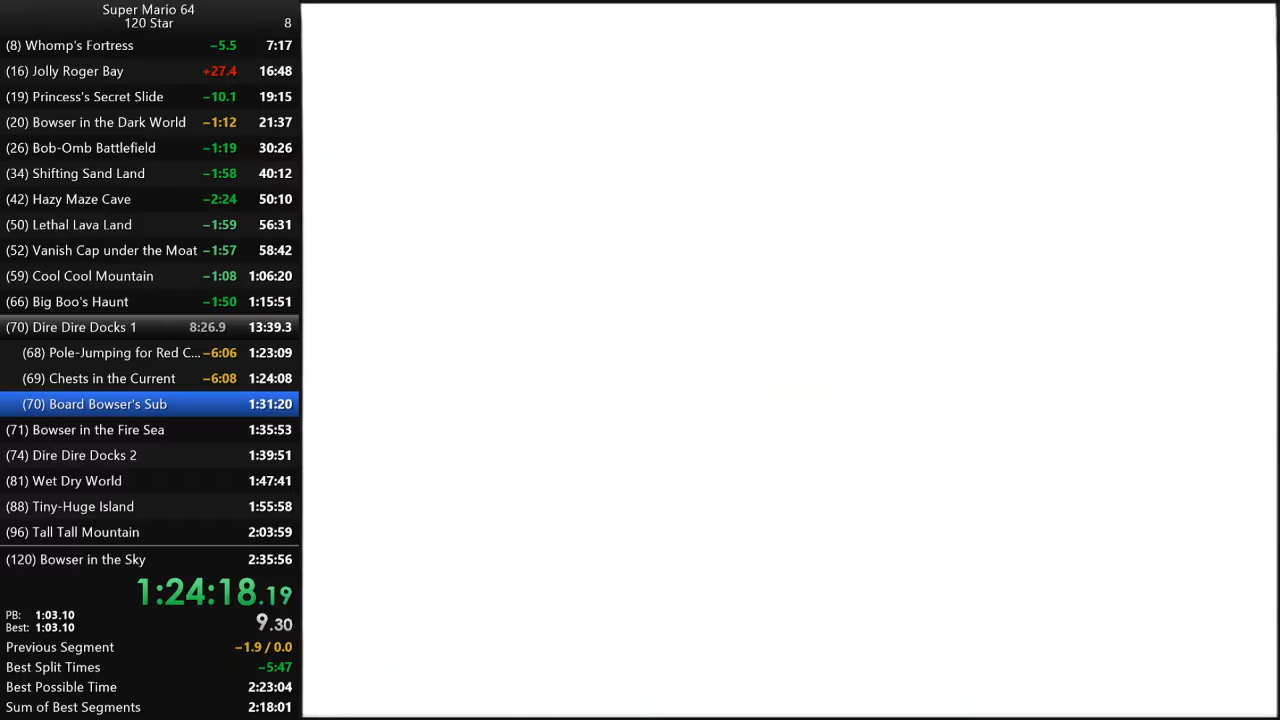 Super Mario 64
120 Star 8
(8) Whomp's Fortress −5.5 7:17
(16) Jolly Roger Bay +27.4 16:48
(19) Princess's Secret Slide −10.1 19:15
(20) Bowser in the Dark World −1:12 21:37
(26) Bob-Omb Battlefield −1:19 30:26
(34) Shifting Sand Land −1:58 40:12
(42) Hazy Maze Cave −2:24 50:10
(50) Lethal Lava Land −1:59 56:31
(52) Vanish Cap under the Moat −1:57 58:42
(59) Cool Cool Mountain −1:08 1:06:20
(66) Big Boo's Haunt −1:50 1:15:51
(70) Dire Dire Docks 1 8:26.9 13:39.3
(68) Pole-Jumping for Red C... −6:06 1:23:09
(69) Chests in the Current −6:08 1:24:08
(70) Board Bowser's Sub 1:31:20
(71) Bowser in the Fire Sea 1:35:53
(74) Dire Dire Docks 2 1:39:51
(81) Wet Dry World 1:47:41
(88) Tiny-Huge Island 1:55:58
(96) Tall Tall Mountain 2:03:59
(120) Bowser in the Sky 2:35:56
1:24:18.19
PB: 1:03.10
Best: 1:03.10 9.30
Previous Segment −1.9 / 0.0
Best Split Times −5:47
Best Possible Time 2:23:04
Sum of Best Segments 2:18:01